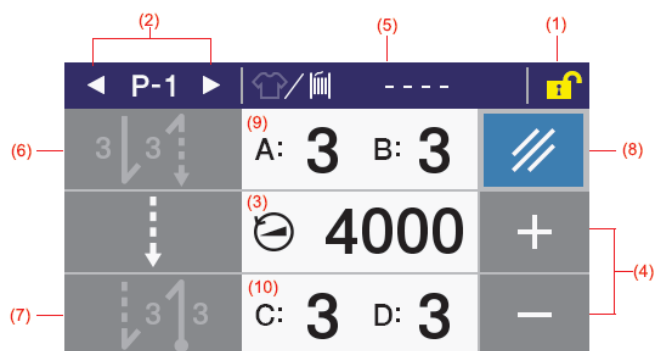 (2) (5) (1)
◄ P-1 ► / - - - -
(6) 3 3 (9) A: 3 B: 3 (8)
(3) 4000 +
(4)
(7) 3 3 (10) C: 3 D: 3 −